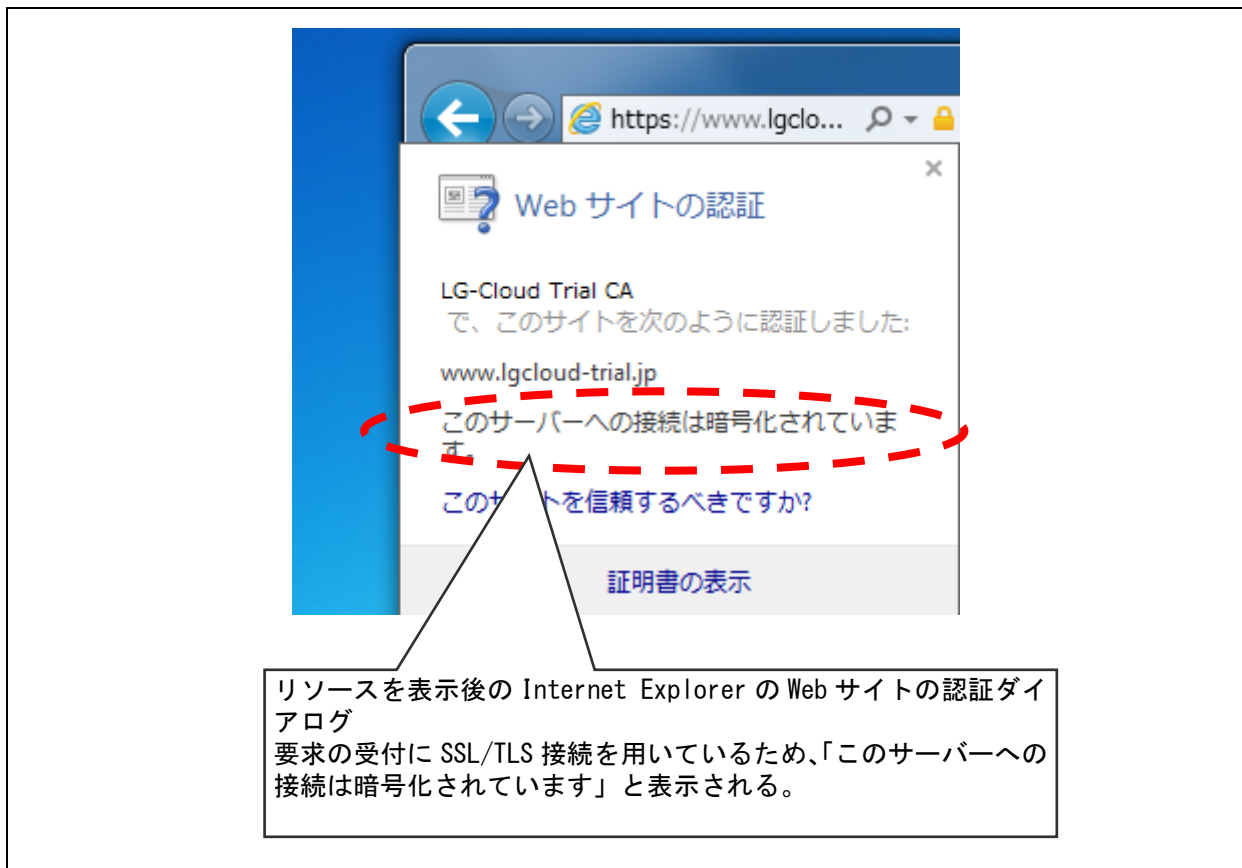 https://www.lgclo...
Web サイトの認証
LG-Cloud Trial CA
で、このサイトを次のように認証しました:
www.lgcloud-trial.jp
このサーバーへの接続は暗号化されていま
す。
このサイトを信頼するべきですか?
証明書の表示
リソースを表示後の Internet Explorer の Web サイトの認証ダイ
アログ
要求の受付に SSL/TLS 接続を用いているため、「このサーバーへの
接続は暗号化されています」と表示される。